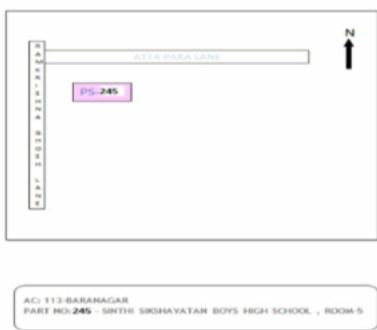 N
ATTA PARA LANE
RAMKRISHNA GHOSH LANE
PS-245
AC: 113-BARANAGAR
PART NO: 245 - SINTHI SIKSHAYATAN BOYS HIGH SCHOOL , ROOM-5